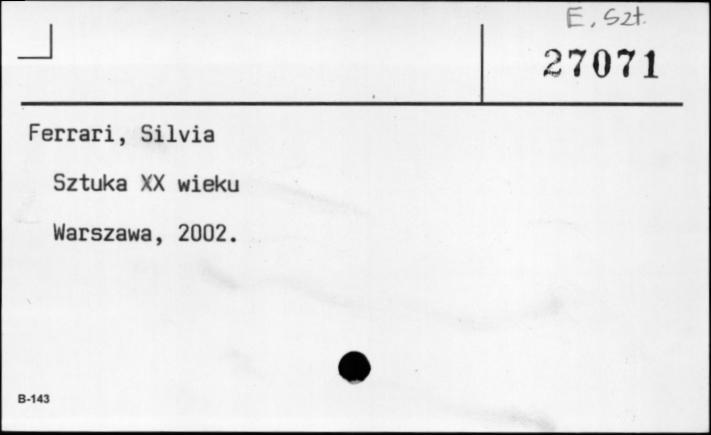 E, Szt.
27071
Ferrari, Silvia
Sztuka XX wieku
Warszawa, 2002.
B-143